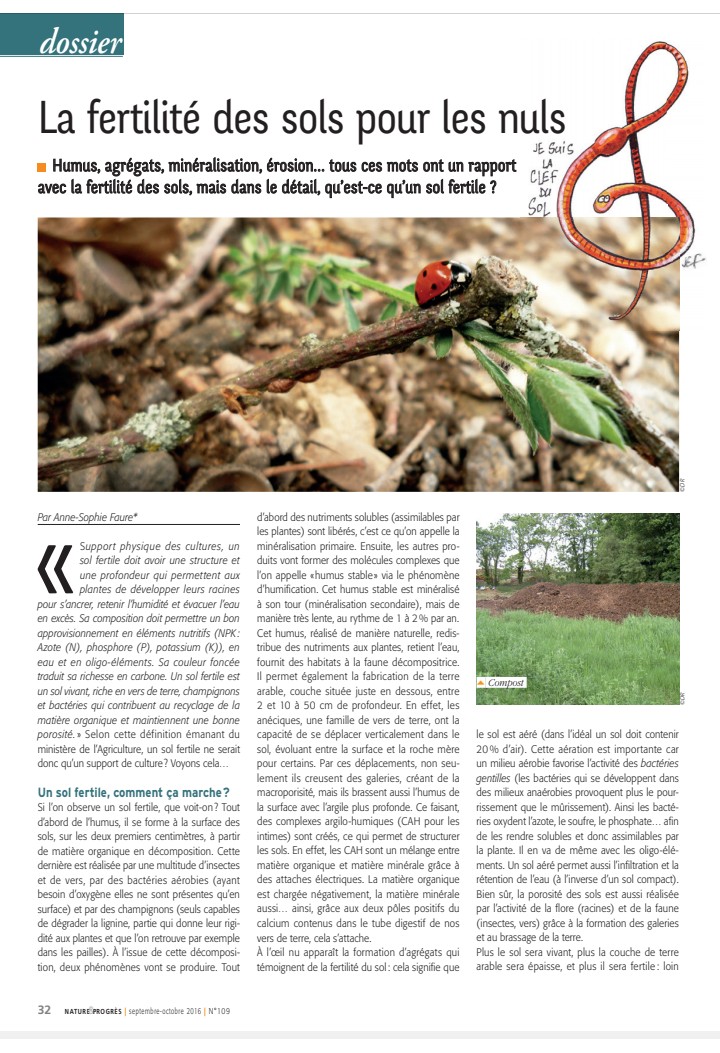 dossier
La fertilité des sols pour les nuls
Humus, agrégats, minéralisation, érosion... tous ces mots ont un rapport
avec la fertilité des sols, mais dans le détail, qu'est-ce qu'un sol fertile ?
JE SUIS
LA
CLEF
DU
SOL
JEF
©DR
Par Anne-Sophie Faure*
« Support physique des cultures, un
sol fertile doit avoir une structure et
une profondeur qui permettent aux
plantes de développer leurs racines
pour s'ancrer, retenir l'humidité et évacuer l'eau
en excès. Sa composition doit permettre un bon
approvisionnement en éléments nutritifs (NPK:
Azote (N), phosphore (P), potassium (K)), en
eau et en oligo-éléments. Sa couleur foncée
traduit sa richesse en carbone. Un sol fertile est
un sol vivant, riche en vers de terre, champignons
et bactéries qui contribuent au recyclage de la
matière organique et maintiennent une bonne
porosité. » Selon cette définition émanant du
ministère de l'Agriculture, un sol fertile ne serait
donc qu'un support de culture? Voyons cela…
Un sol fertile, comment ça marche?
Si l'on observe un sol fertile, que voit-on? Tout
d'abord de l'humus, il se forme à la surface des
sols, sur les deux premiers centimètres, à partir
de matière organique en décomposition. Cette
dernière est réalisée par une multitude d'insectes
et de vers, par des bactéries aérobies (ayant
besoin d'oxygène elles ne sont présentes qu'en
surface) et par des champignons (seuls capables
de dégrader la lignine, partie qui donne leur rigi-
dité aux plantes et que l'on retrouve par exemple
dans les pailles). À l'issue de cette décomposi-
tion, deux phénomènes vont se produire. Tout
d'abord des nutriments solubles (assimilables par
les plantes) sont libérés, c'est ce qu'on appelle la
minéralisation primaire. Ensuite, les autres pro-
duits vont former des molécules complexes que
l'on appelle «humus stable» via le phénomène
d'humification. Cet humus stable est minéralisé
à son tour (minéralisation secondaire), mais de
manière très lente, au rythme de 1 à 2% par an.
Cet humus, réalisé de manière naturelle, redis-
tribue des nutriments aux plantes, retient l'eau,
fournit des habitats à la faune décompositrice.
Il permet également la fabrication de la terre
arable, couche située juste en dessous, entre
2 et 10 à 50 cm de profondeur. En effet, les
anéciques, une famille de vers de terre, ont la
capacité de se déplacer verticalement dans le
sol, évoluant entre la surface et la roche mère
pour certains. Par ces déplacements, non seu-
lement ils creusent des galeries, créant de la
macroporosité, mais ils brassent aussi l'humus de
la surface avec l'argile plus profonde. Ce faisant,
des complexes argilo-humiques (CAH pour les
intimes) sont créés, ce qui permet de structurer
les sols. En effet, les CAH sont un mélange entre
matière organique et matière minérale grâce à
des attaches électriques. La matière organique
est chargée négativement, la matière minérale
aussi… ainsi, grâce aux deux pôles positifs du
calcium contenus dans le tube digestif de nos
vers de terre, cela s'attache.
À l'œil nu apparaît la formation d'agrégats qui
témoignent de la fertilité du sol: cela signifie que
Compost
©DR
le sol est aéré (dans l'idéal un sol doit contenir
20% d'air). Cette aération est importante car
un milieu aérobie favorise l'activité des bactéries
gentilles (les bactéries qui se développent dans
des milieux anaérobies provoquent plus le pour-
rissement que le mûrissement). Ainsi les bacté-
ries oxydent l'azote, le soufre, le phosphate… afin
de les rendre solubles et donc assimilables par
la plante. Il en va de même avec les oligo-élé-
ments. Un sol aéré permet aussi l'infiltration et la
rétention de l'eau (à l'inverse d'un sol compact).
Bien sûr, la porosité des sols est aussi réalisée
par l'activité de la flore (racines) et de la faune
(insectes, vers) grâce à la formation des galeries
et au brassage de la terre.
Plus le sol sera vivant, plus la couche de terre
arable sera épaisse, et plus il sera fertile: loin
32 NATURE & PROGRÈS | septembre-octobre 2016 | N°109